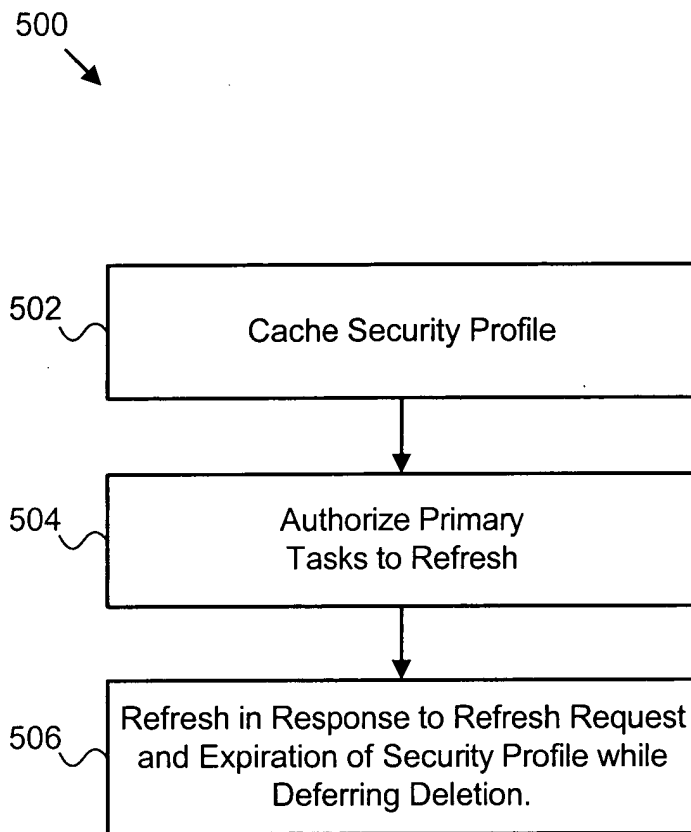 500
502
Cache Security Profile
504
Authorize Primary
Tasks to Refresh
506
Refresh in Response to Refresh Request
and Expiration of Security Profile while
Deferring Deletion.